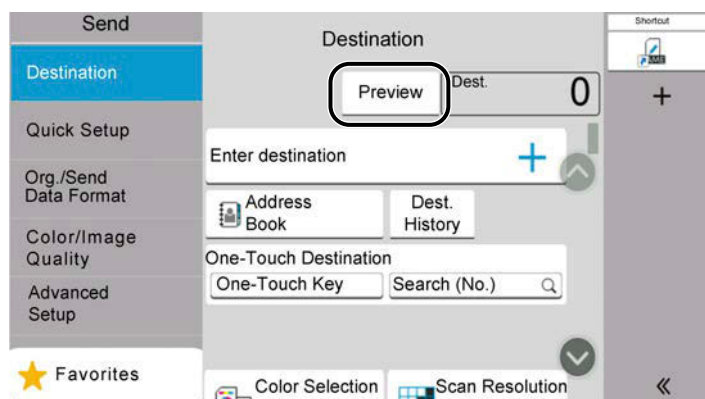 Send
Destination
Quick Setup
Org./Send
Data Format
Color/Image
Quality
Advanced
Setup
Favorites
Destination
Preview
Dest.
0
Enter destination
Address
Book
Dest.
History
One-Touch Destination
One-Touch Key
Search (No.)
Color Selection
Scan Resolution
Shortcut